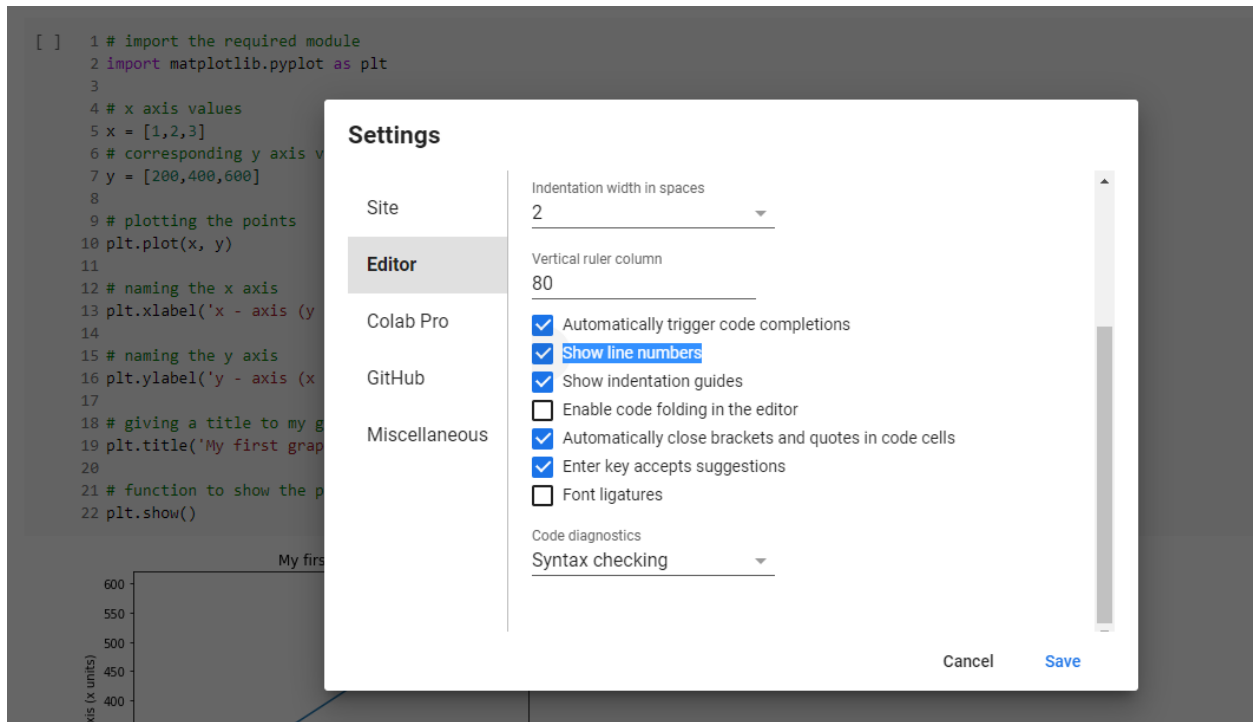 [ ] 1 # import the required module
2 import matplotlib.pyplot as plt
3
4 # x axis values
5 x = [1,2,3]
6 # corresponding y axis v
7 y = [200,400,600]
8
9 # plotting the points
10 plt.plot(x, y)
11
12 # naming the x axis
13 plt.xlabel('x - axis (y
14
15 # naming the y axis
16 plt.ylabel('y - axis (x
17
18 # giving a title to my g
19 plt.title('My first grap
20
21 # function to show the p
22 plt.show()
My firs
600
550
500
450
400
xis (x units)
Settings
Site
Editor
Colab Pro
GitHub
Miscellaneous
Indentation width in spaces
2
Vertical ruler column
80
Automatically trigger code completions
Show line numbers
Show indentation guides
Enable code folding in the editor
Automatically close brackets and quotes in code cells
Enter key accepts suggestions
Font ligatures
Code diagnostics
Syntax checking
Cancel Save